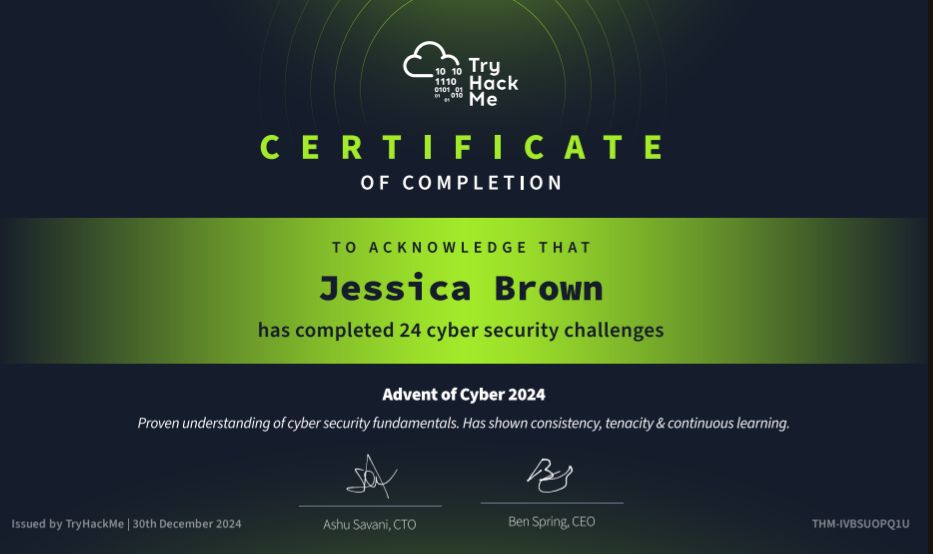 10 10
1110
0101 01
01 010
01
Try
Hack
Me
CERTIFICATE
OF COMPLETION
TO ACKNOWLEDGE THAT
Jessica Brown
has completed 24 cyber security challenges
Advent of Cyber 2024
Proven understanding of cyber security fundamentals. Has shown consistency, tenacity & continuous learning.
Ashu Savani, CTO
Ben Spring, CEO
Issued by TryHackMe | 30th December 2024
THM-IVBSUOPQ1U